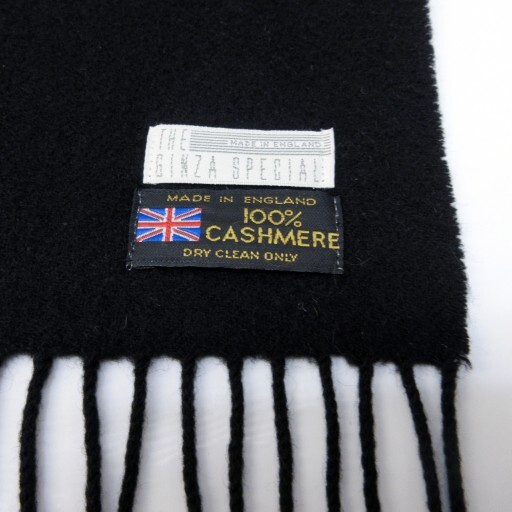 THE MADE IN ENGLAND
GINZA SPECIAL
MADE IN ENGLAND
100%
CASHMERE
DRY CLEAN ONLY